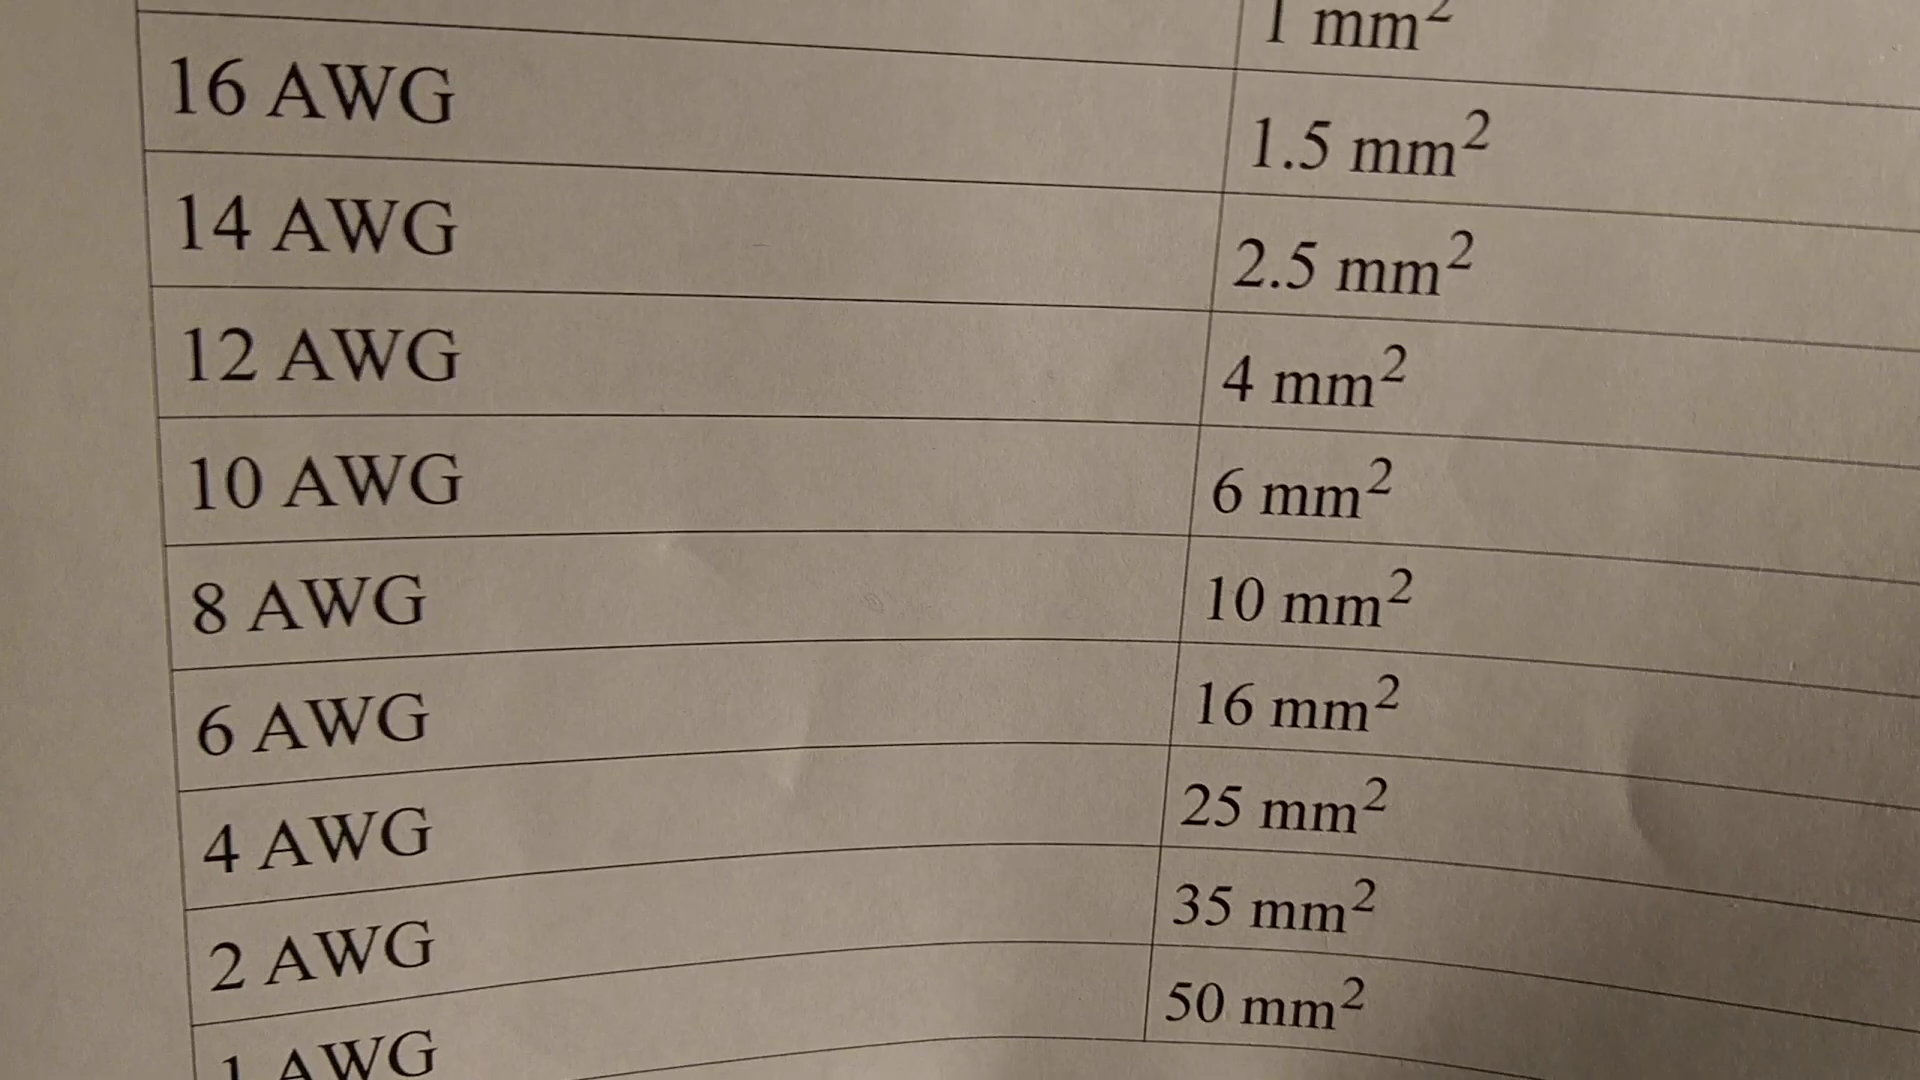 1 mm²
16 AWG 1.5 mm²
14 AWG 2.5 mm²
12 AWG 4 mm²
10 AWG 6 mm²
8 AWG 10 mm²
6 AWG 16 mm²
4 AWG 25 mm²
2 AWG 35 mm²
1 AWG 50 mm²